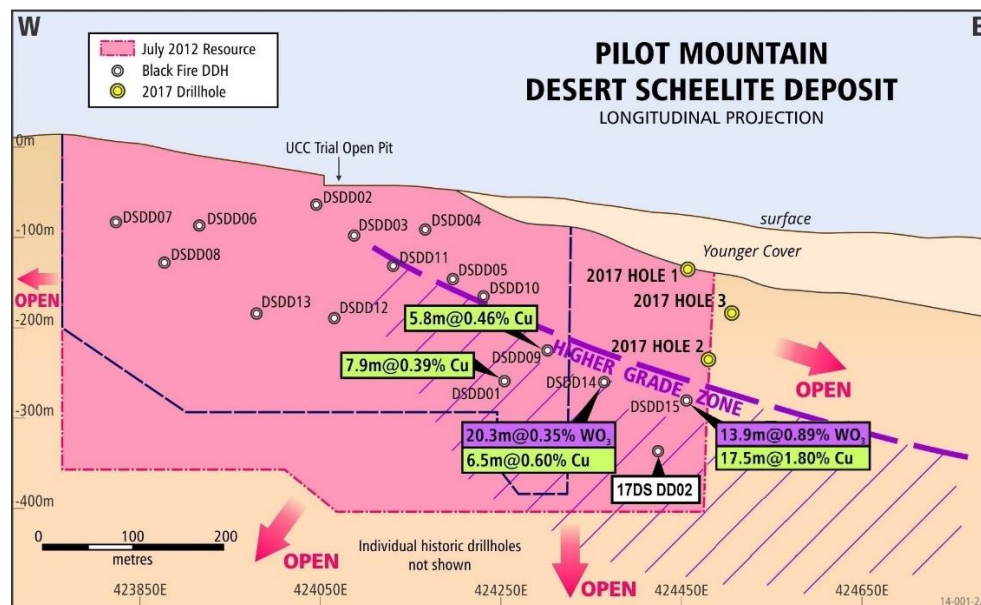 W
E
July 2012 Resource
Black Fire DDH
2017 Drillhole
PILOT MOUNTAIN
DESERT SCHEELITE DEPOSIT
LONGITUDINAL PROJECTION
0m
UCC Trial Open Pit
DSDD02
DSDD07
DSDD06
DSDD03
DSDD04
surface
-100m
Younger Cover
DSDD08
DSDD11
DSDD05
2017 HOLE 1
OPEN
DSDD10
2017 HOLE 3
DSDD13
DSDD12
-200m
5.8m@0.46% Cu
2017 HOLE 2
DSDD09
HIGHER GRADE ZONE
7.9m@0.39% Cu
OPEN
DSDD01
DSDD14
DSDD15
-300m
20.3m@0.35% WO₃
6.5m@0.60% Cu
13.9m@0.89% WO₃
17.5m@1.80% Cu
17DS DD02
-400m
0 200
metres
OPEN
Individual historic drillholes
not shown
OPEN
423850E 424050E 424250E 424450E 424650E